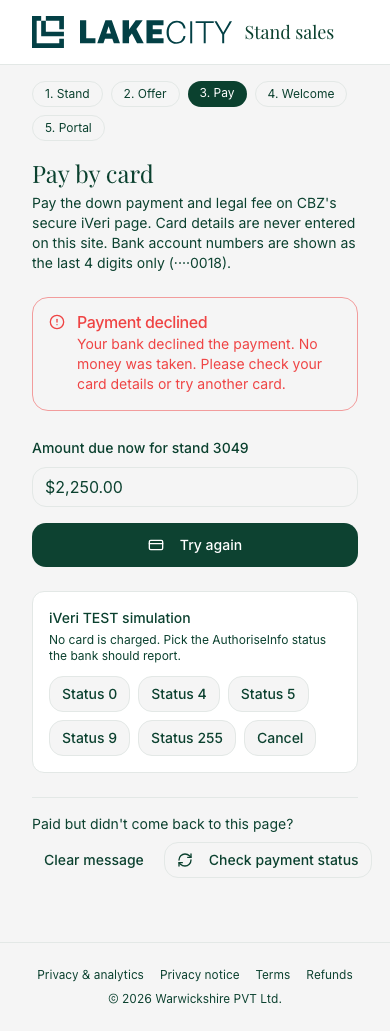 LAKECITY Stand sales
1. Stand 2. Offer 3. Pay 4. Welcome
5. Portal
Pay by card
Pay the down payment and legal fee on CBZ's
secure iVeri page. Card details are never entered
on this site. Bank account numbers are shown as
the last 4 digits only (····0018).
Payment declined
Your bank declined the payment. No
money was taken. Please check your
card details or try another card.
Amount due now for stand 3049
$2,250.00
Try again
iVeri TEST simulation
No card is charged. Pick the AuthoriseInfo status
the bank should report.
Status 0 Status 4 Status 5
Status 9 Status 255 Cancel
Paid but didn't come back to this page?
Clear message Check payment status
Privacy & analytics Privacy notice Terms Refunds
© 2026 Warwickshire PVT Ltd.